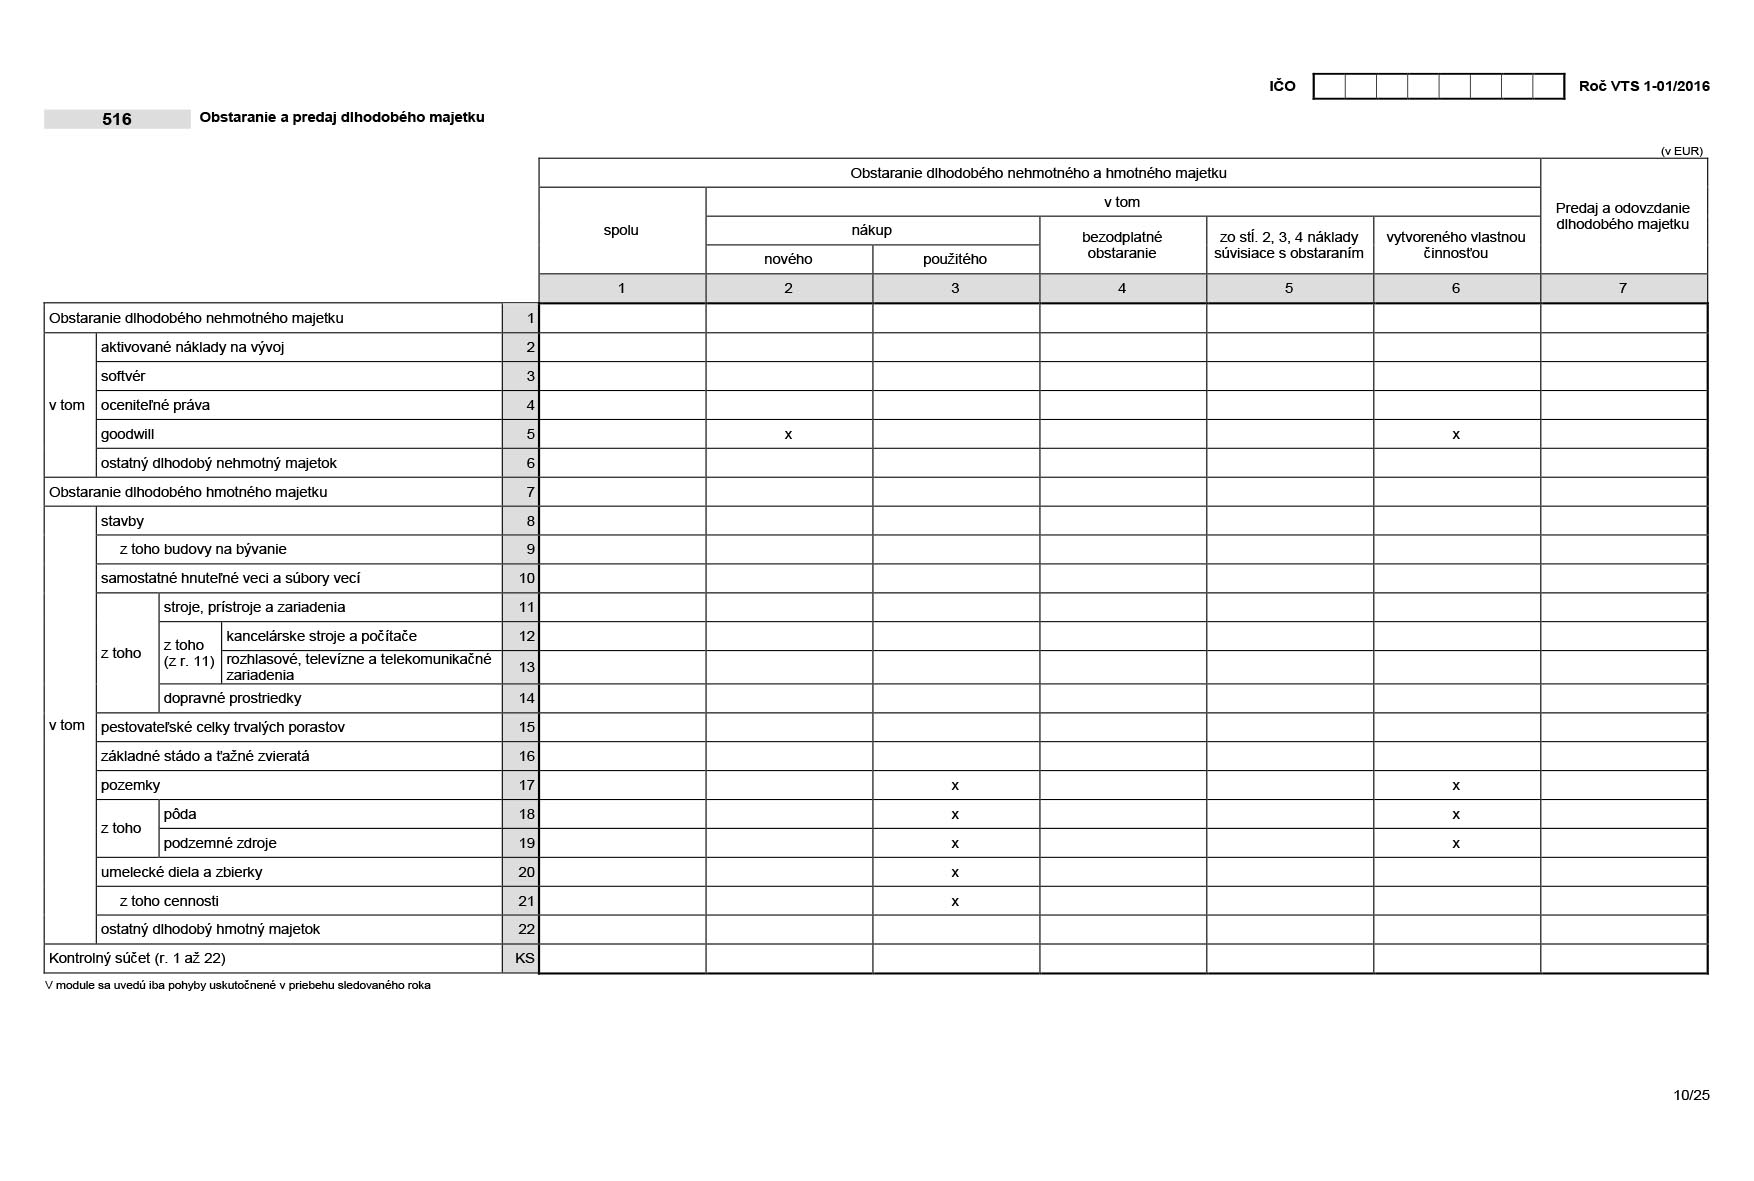 IČO Roč VTS 1-01/2016
516 Obstaranie a predaj dlhodobého majetku
(v EUR)
Obstaranie dlhodobého nehmotného a hmotného majetku
v tom
spolu
nákup
nového
použitého
bezodplatné
obstaranie
zo stĺ. 2, 3, 4 náklady
súvisiace s obstaraním
vytvoreného vlastnou
činnosťou
Predaj a odovzdanie
dlhodobého majetku
1 2 3 4 5 6 7
Obstaranie dlhodobého nehmotného majetku 1
v tom
aktivované náklady na vývoj 2
softvér 3
oceniteľné práva 4
goodwill 5 x x
ostatný dlhodobý nehmotný majetok 6
Obstaranie dlhodobého hmotného majetku 7
v tom
stavby 8
z toho budovy na bývanie 9
samostatné hnuteľné veci a súbory vecí 10
z toho
stroje, prístroje a zariadenia 11
z toho
(z r. 11)
kancelárske stroje a počítače 12
rozhlasové, televízne a telekomunikačné
zariadenia 13
dopravné prostriedky 14
pestovateľské celky trvalých porastov 15
základné stádo a ťažné zvieratá 16
pozemky 17 x x
z toho
pôda 18 x x
podzemné zdroje 19 x x
umelecké diela a zbierky 20 x
z toho cennosti 21 x
ostatný dlhodobý hmotný majetok 22
Kontrolný súčet (r. 1 až 22) KS
V module sa uvedú iba pohyby uskutočnené v priebehu sledovaného roka
10/25